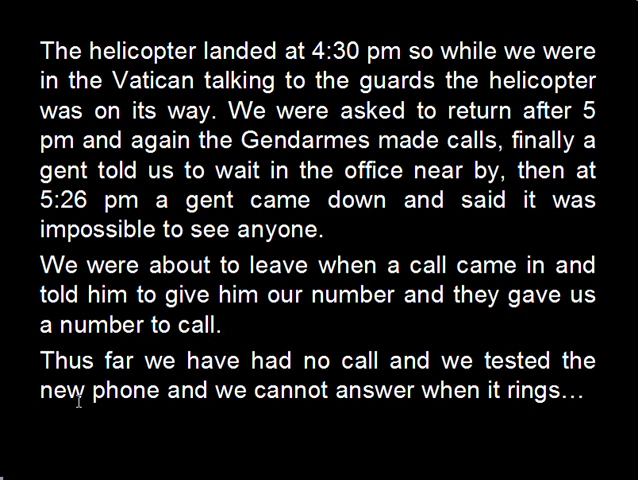 The helicopter landed at 4:30 pm so while we were
in the Vatican talking to the guards the helicopter
was on its way. We were asked to return after 5
pm and again the Gendarmes made calls, finally a
gent told us to wait in the office near by, then at
5:26 pm a gent came down and said it was
impossible to see anyone.
We were about to leave when a call came in and
told him to give him our number and they gave us
a number to call.
Thus far we have had no call and we tested the
new phone and we cannot answer when it rings…